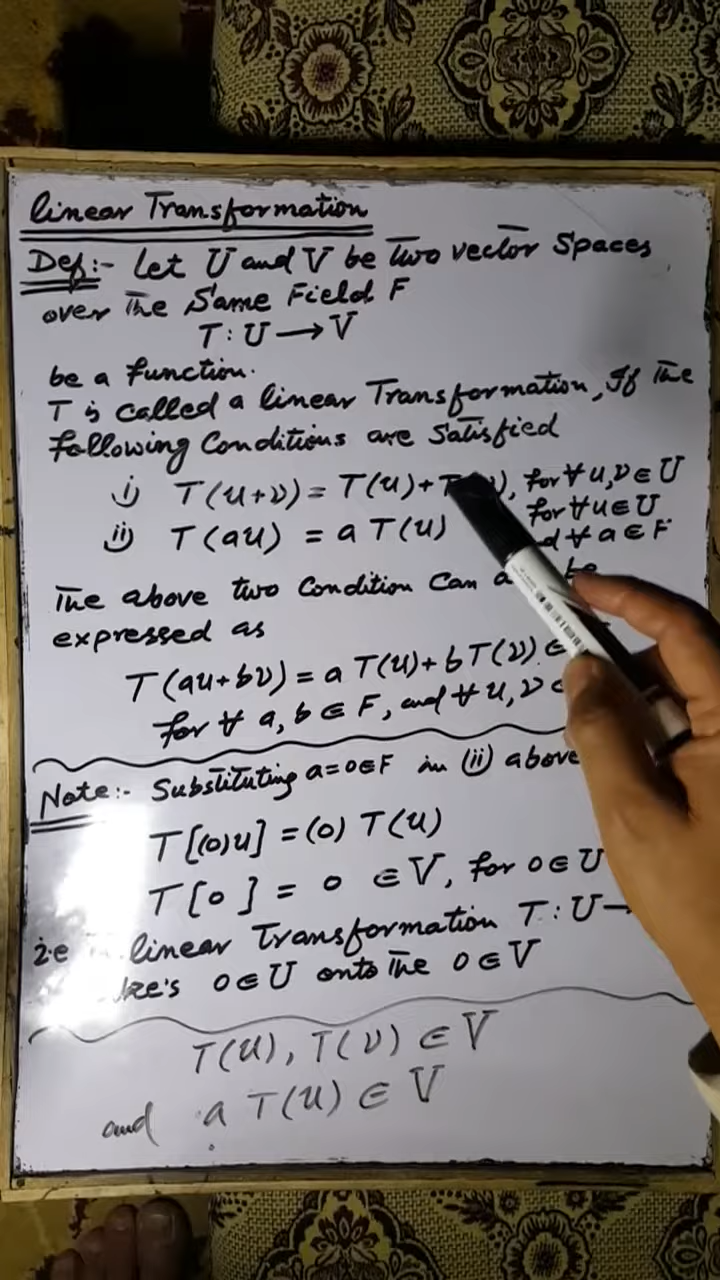 linear Transformation
Def:- Let U and V be two vector Spaces
over the Same Field F
T : U → V
be a function.
T is called a linear Transformation, If the
following Conditions are Satisfied
i) T(u+v) = T(u) + T( ), for ∀ u,v ∈ U
ii) T(au) = a T(u) for ∀ u ∈ U
∀ a ∈ F
The above two Condition Can be
expressed as
T(au+bv) = a T(u) + b T(v) ∈
for ∀ a, b ∈ F, and ∀ u, v ∈
Note:- Substituting a=0∈F in (ii) above
T[(0)u] = (0) T(u)
T[0] = 0 ∈ V, for 0 ∈ U
i.e linear Transformation T : U →
0 ∈ U onto the 0 ∈ V
T(u), T(v) ∈ V
and a T(u) ∈ V